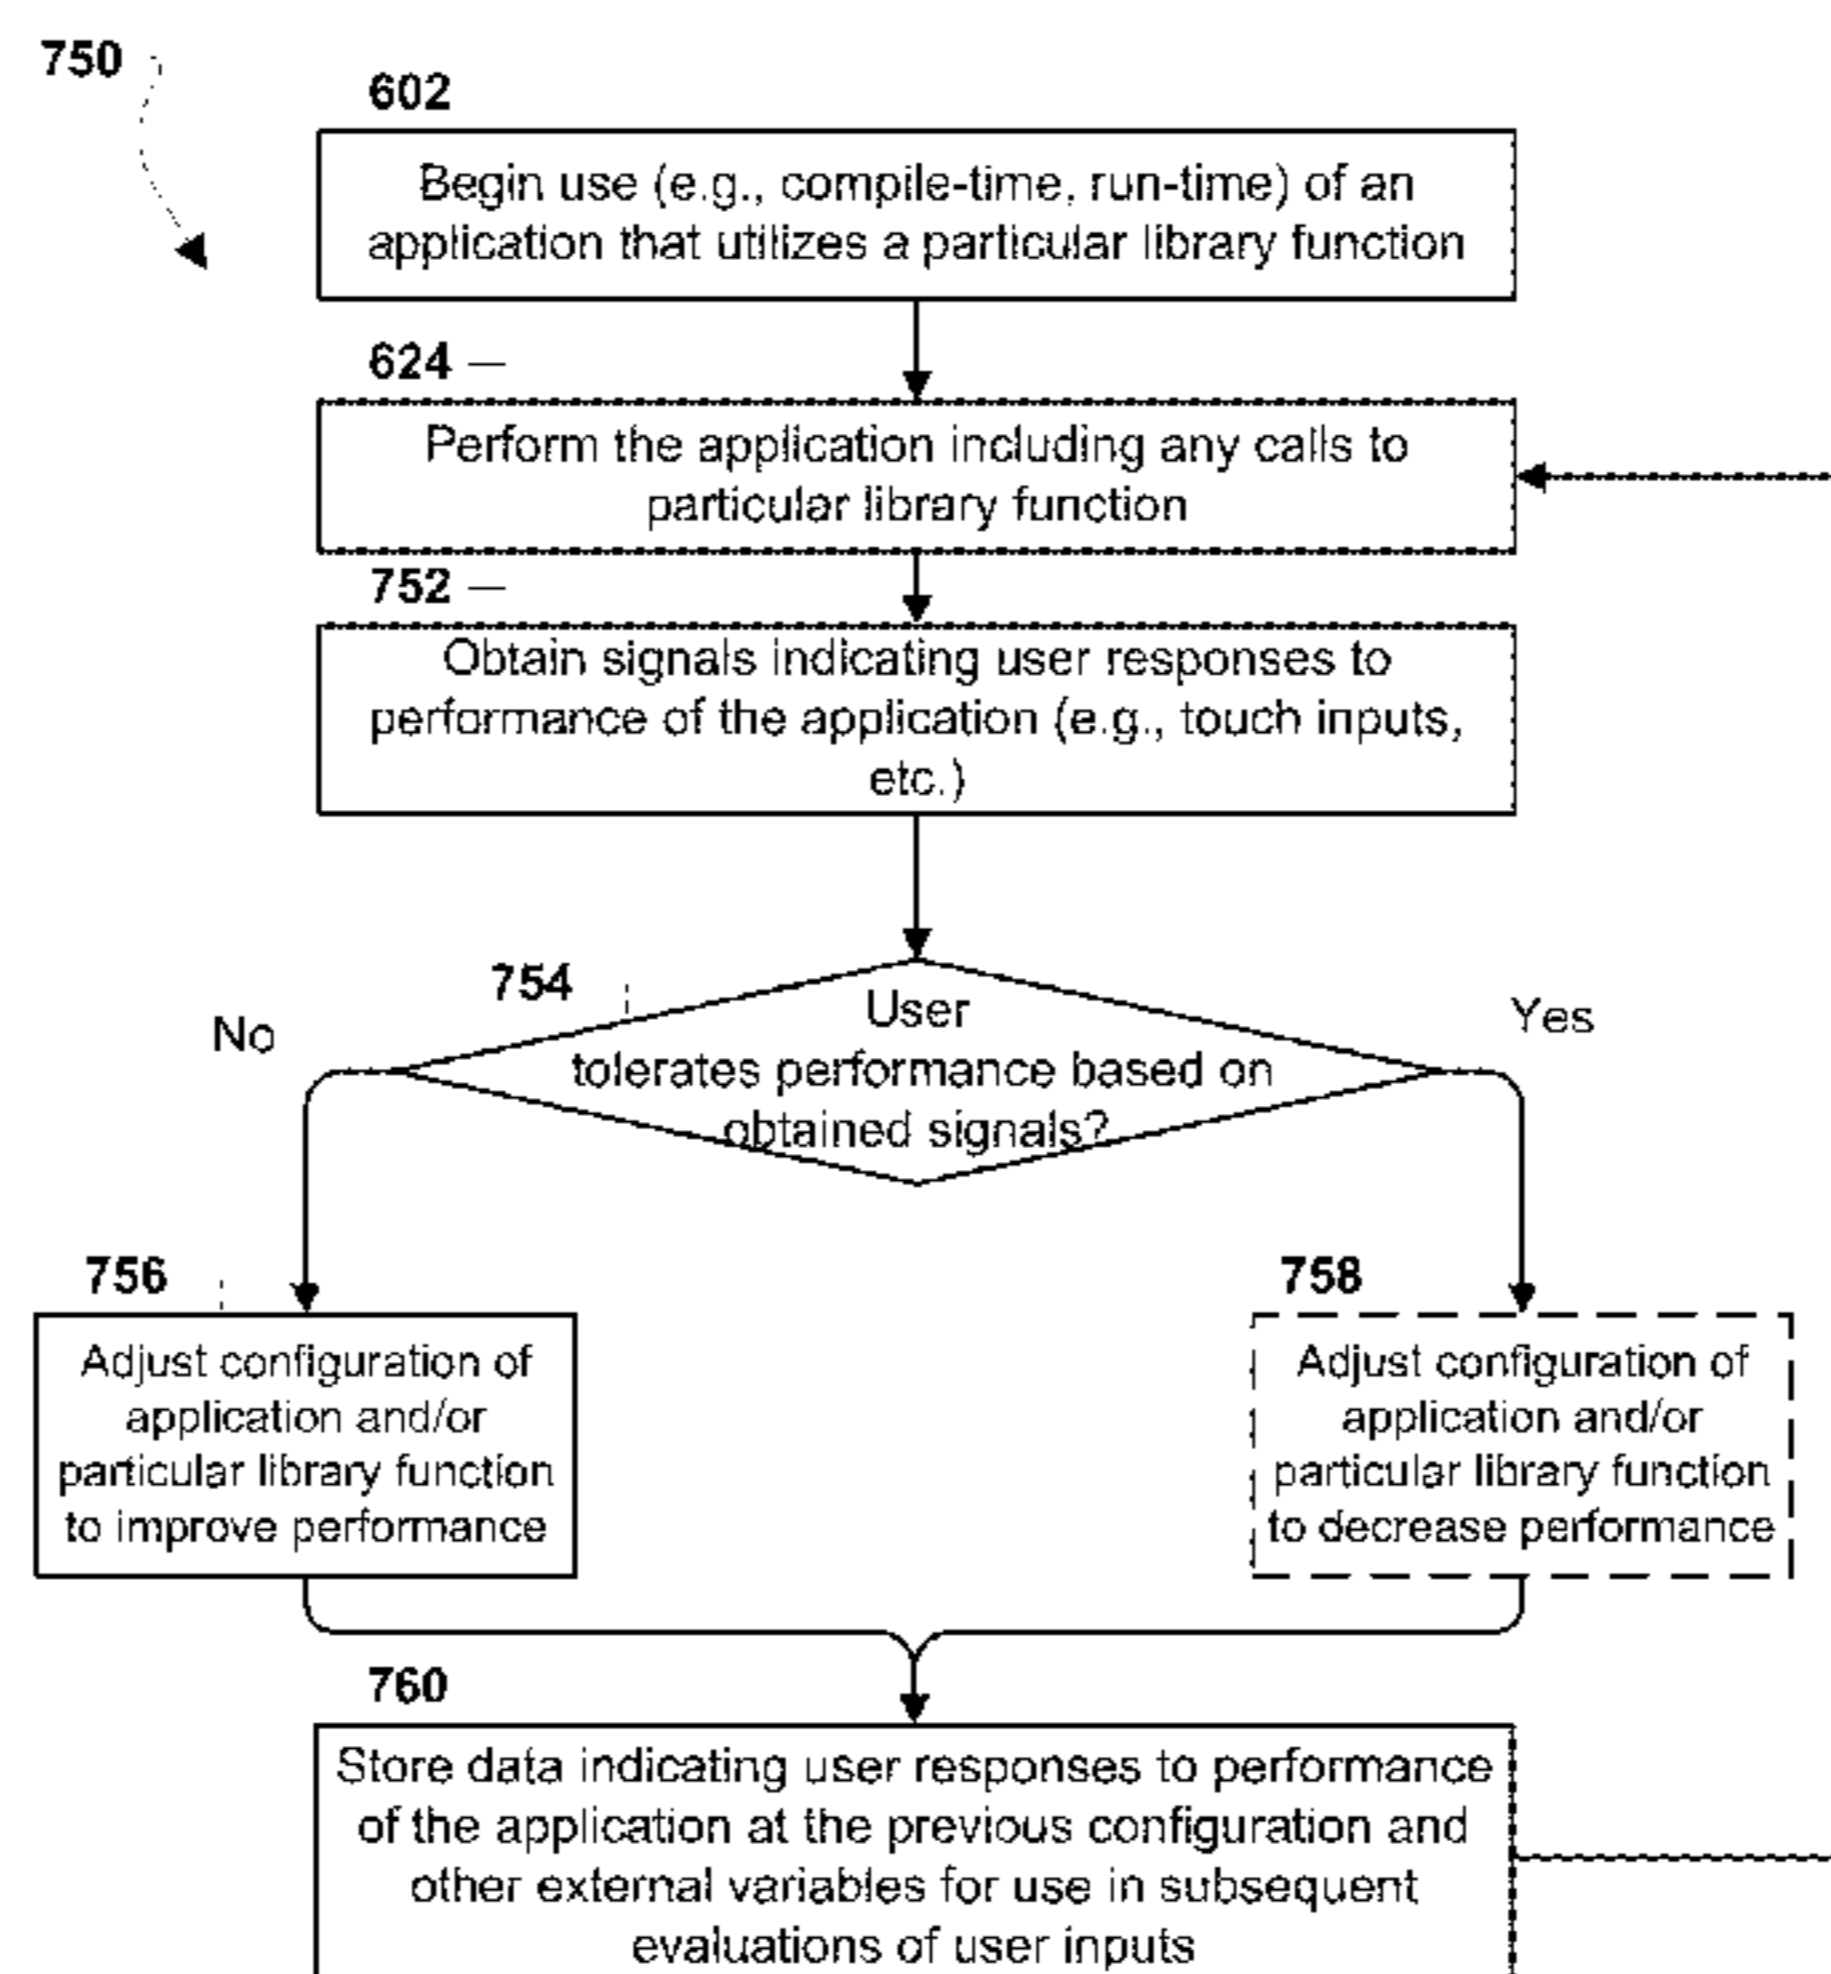 750
602
Begin use (e.g., compile-time, run-time) of an
application that utilizes a particular library function
624
Perform the application including any calls to
particular library function
752
Obtain signals indicating user responses to
performance of the application (e.g., touch inputs,
etc.)
754
User
tolerates performance based on
obtained signals?
No
Yes
756
Adjust configuration of
application and/or
particular library function
to improve performance
758
Adjust configuration of
application and/or
particular library function
to decrease performance
760
Store data indicating user responses to performance
of the application at the previous configuration and
other external variables for use in subsequent
evaluations of user inputs